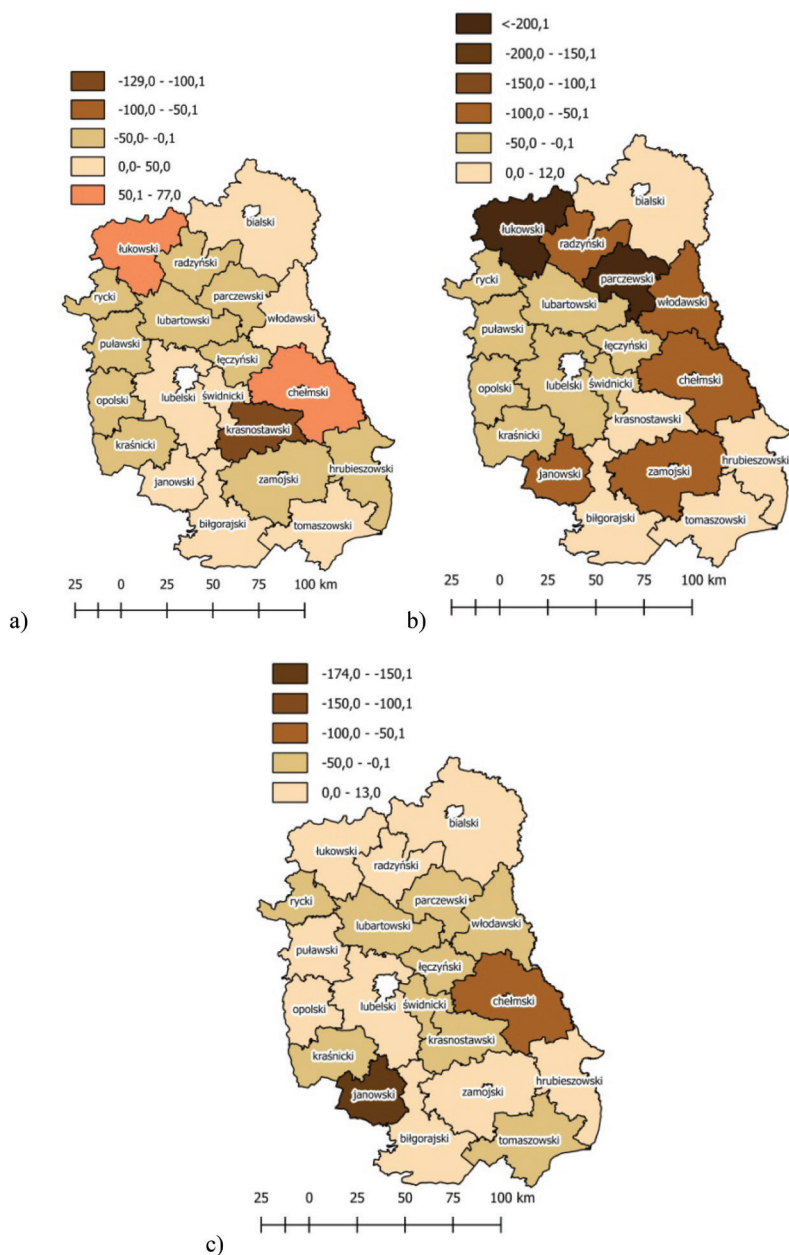 -129,0 - -100,1
-100,0 - -50,1
-50,0- -0,1
0,0- 50,0
50,1 - 77,0
bialski
łukowski
radzyński
rycki
parczewski
lubartowski
włodawski
puławski
łęczyński
chełmski
opolski
lubelski
świdnicki
krasnostawski
kraśnicki
hrubieszowski
janowski
zamojski
biłgorajski
tomaszowski
25 0 25 50 75 100 km
a)
<-200,1
-200,0 - -150,1
-150,0 - -100,1
-100,0 - -50,1
-50,0 - -0,1
0,0 - 12,0
bialski
łukowski
radzyński
parczewski
rycki
lubartowski
włodawski
puławski
łęczyński
chełmski
opolski
lubelski
świdnicki
krasnostawski
kraśnicki
hrubieszowski
janowski
zamojski
biłgorajski
tomaszowski
25 0 25 50 75 100 km
b)
-174,0 - -150,1
-150,0 - -100,1
-100,0 - -50,1
-50,0 - -0,1
0,0 - 13,0
bialski
łukowski
radzyński
rycki
parczewski
lubartowski
włodawski
puławski
łęczyński
chełmski
opolski
lubelski
świdnicki
krasnostawski
kraśnicki
hrubieszowski
janowski
zamojski
biłgorajski
tomaszowski
25 0 25 50 75 100 km
c)